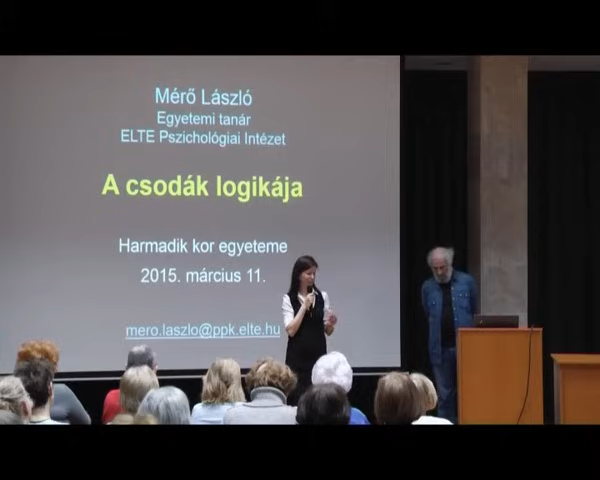 Mérő László
Egyetemi tanár
ELTE Pszichológiai Intézet
A csodák logikája
Harmadik kor egyeteme
2015. március 11.
mero.laszlo@ppk.elte.hu